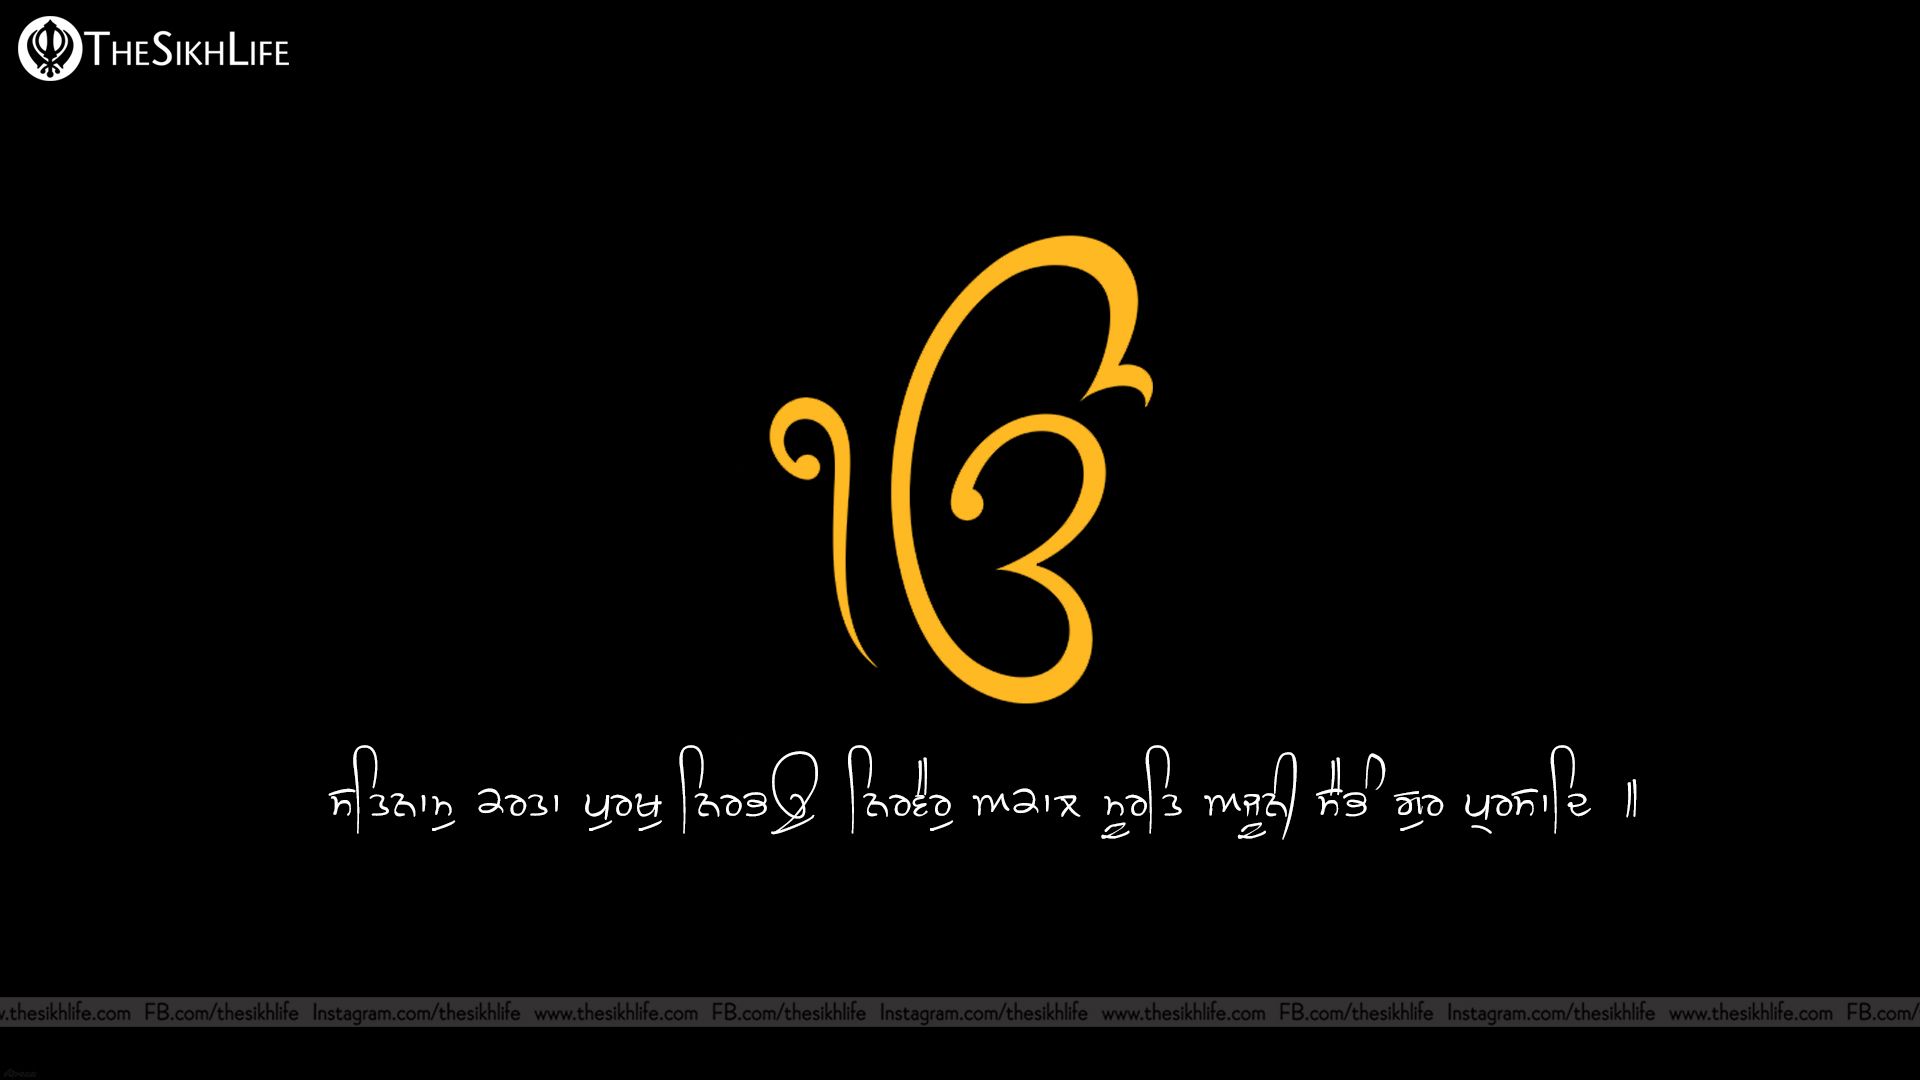 THESIKHLIFE
ੴ
ਸਤਿਨਾਮੁ ਕਰਤਾ ਪੁਰਖੁ ਨਿਰਭਉ ਨਿਰਵੈਰੁ ਅਕਾਲ ਮੂਰਤਿ ਅਜੂਨੀ ਸੈਭੰ ਗੁਰ ਪ੍ਰਸਾਦਿ ॥
www.thesikhlife.com FB.com/thesikhlife Instagram.com/thesikhlife www.thesikhlife.com FB.com/thesikhlife Instagram.com/thesikhlife www.thesikhlife.com FB.com/thesikhlife Instagram.com/thesikhlife www.thesikhlife.com FB.com/